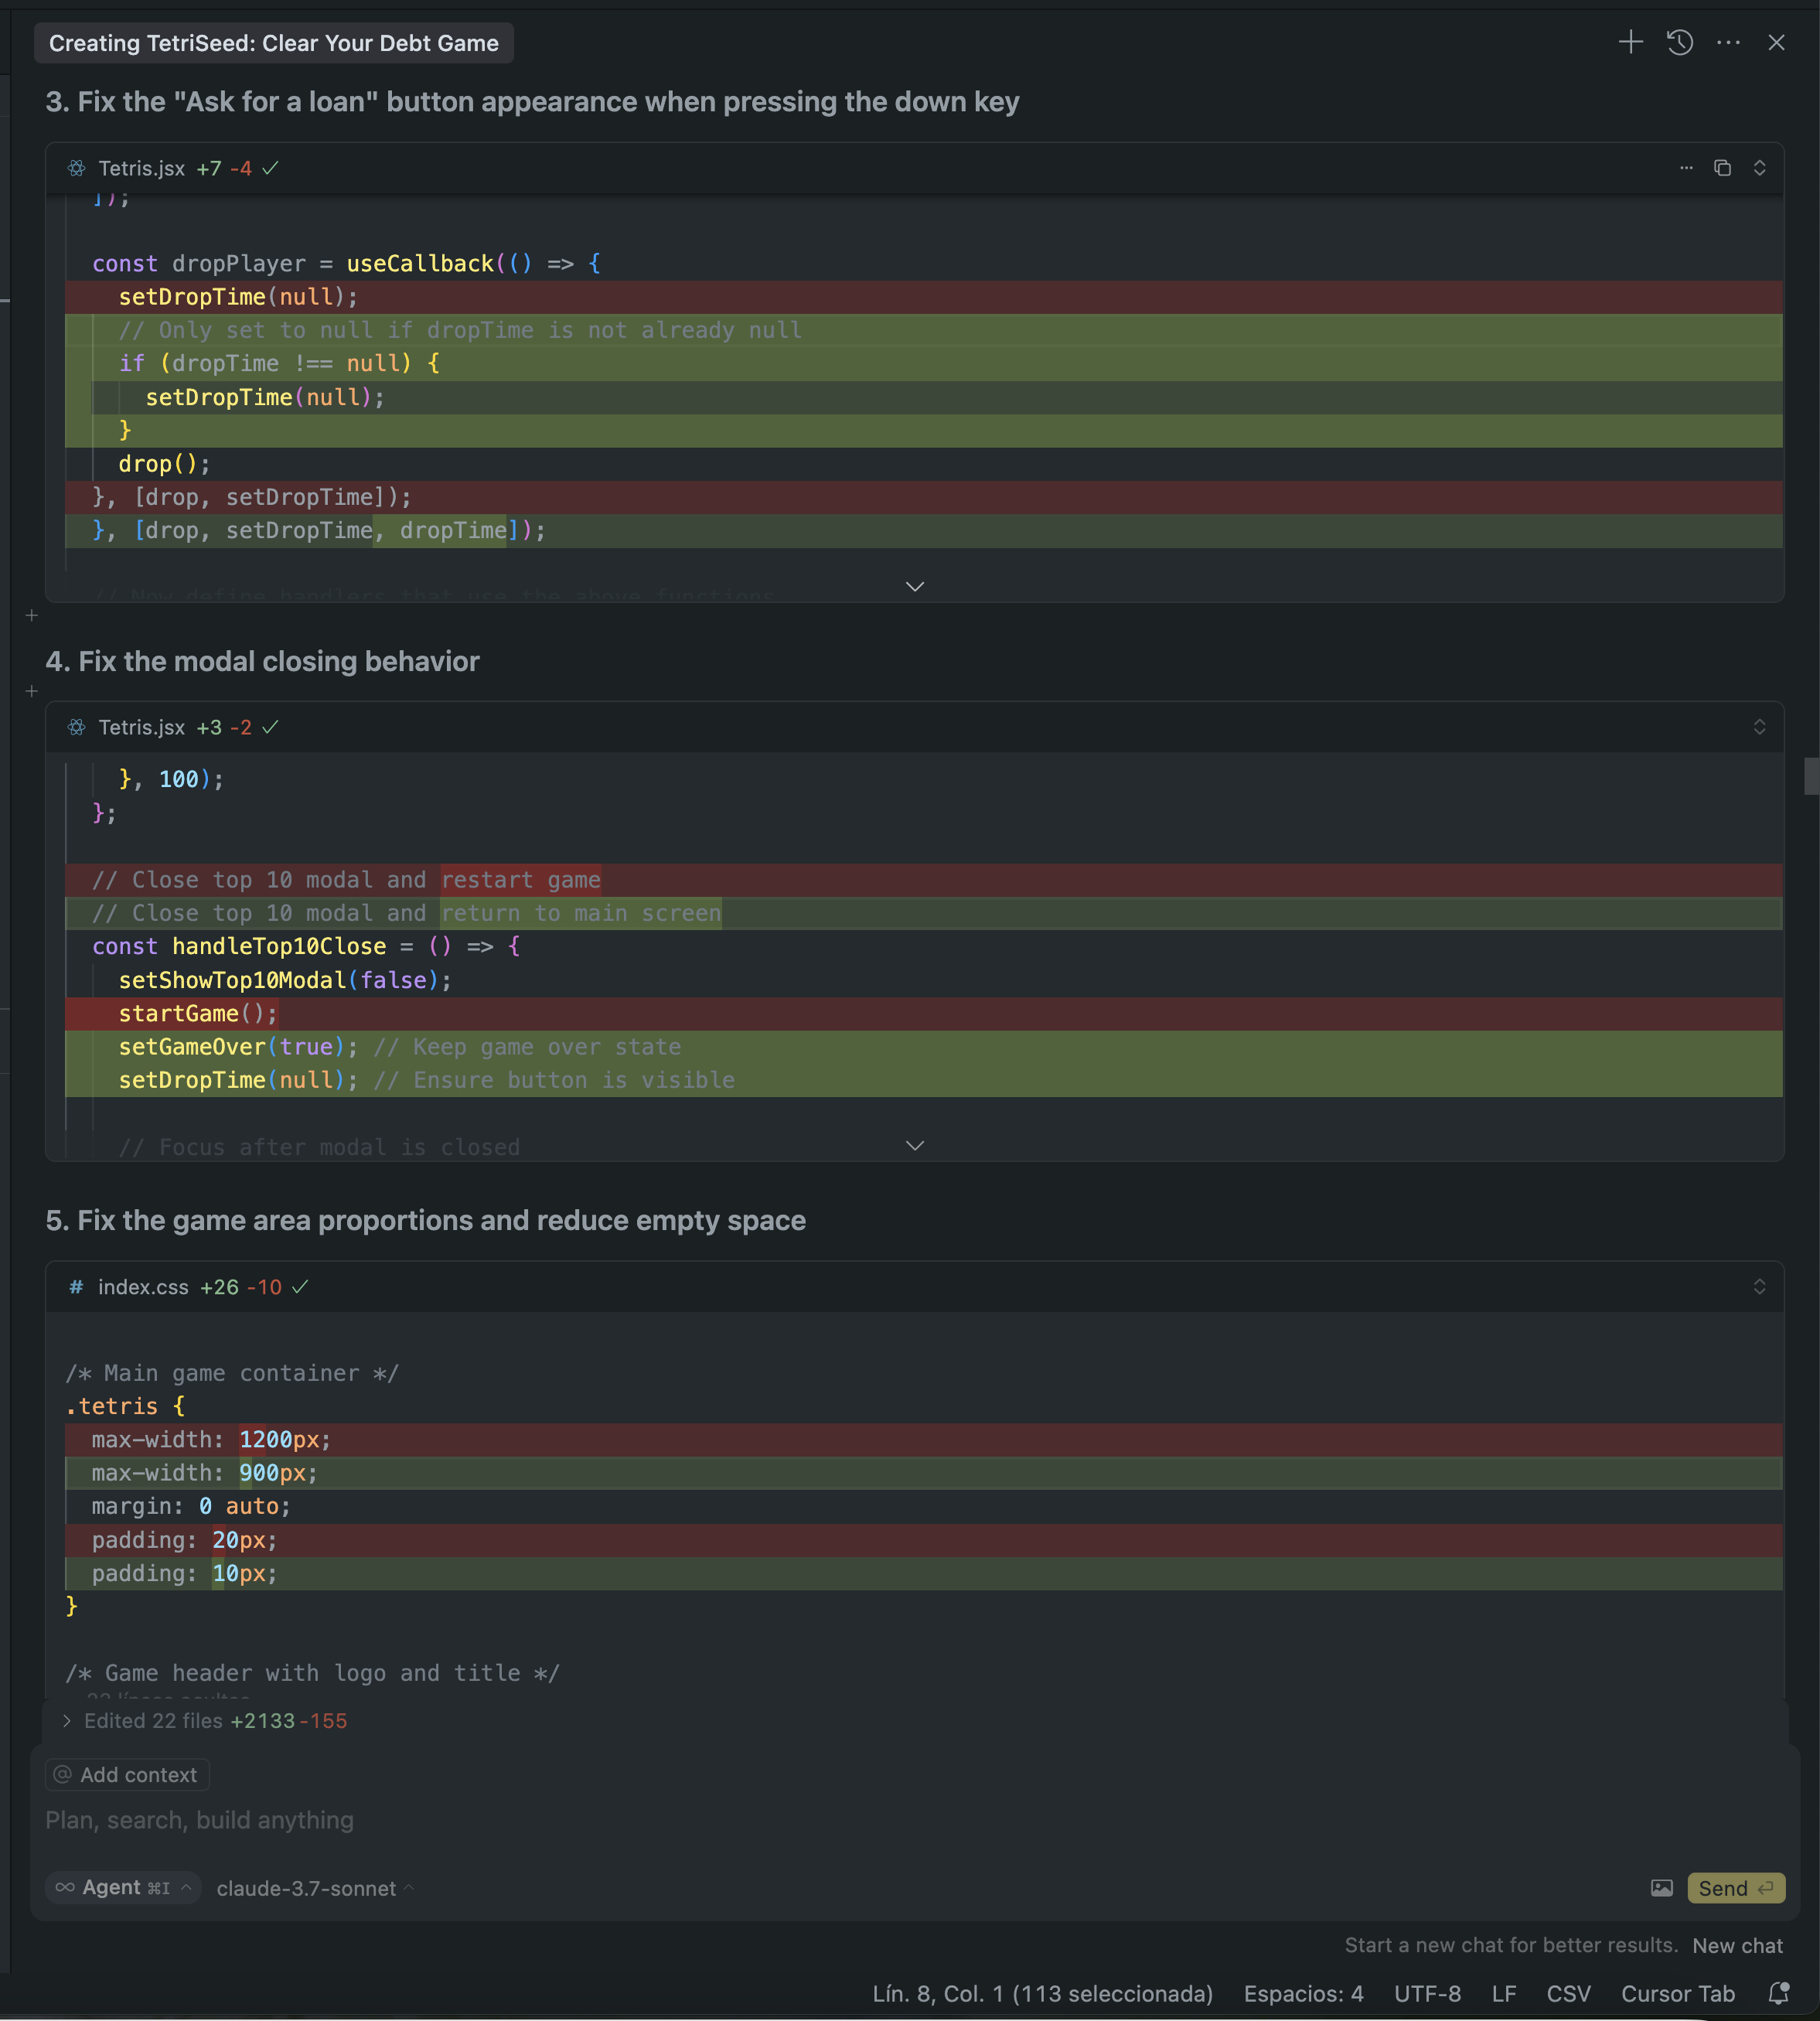 Creating TetriSeed: Clear Your Debt Game
3. Fix the "Ask for a loan" button appearance when pressing the down key
Tetris.jsx +7 -4
]);
const dropPlayer = useCallback(() => {
setDropTime(null);
// Only set to null if dropTime is not already null
if (dropTime !== null) {
setDropTime(null);
}
drop();
}, [drop, setDropTime]);
}, [drop, setDropTime, dropTime]);
// Now define handlers that use the above functions
4. Fix the modal closing behavior
Tetris.jsx +3 -2
}, 100);
};
// Close top 10 modal and restart game
// Close top 10 modal and return to main screen
const handleTop10Close = () => {
setShowTop10Modal(false);
startGame();
setGameOver(true); // Keep game over state
setDropTime(null); // Ensure button is visible
// Focus after modal is closed
5. Fix the game area proportions and reduce empty space
# index.css +26 -10
/* Main game container */
.tetris {
max-width: 1200px;
max-width: 900px;
margin: 0 auto;
padding: 20px;
padding: 10px;
}
/* Game header with logo and title */
Edited 22 files +2133 -155
@ Add context
Plan, search, build anything
∞ Agent ⌘I claude-3.7-sonnet Send
Start a new chat for better results. New chat
Lín. 8, Col. 1 (113 seleccionada) Espacios: 4 UTF-8 LF CSV Cursor Tab